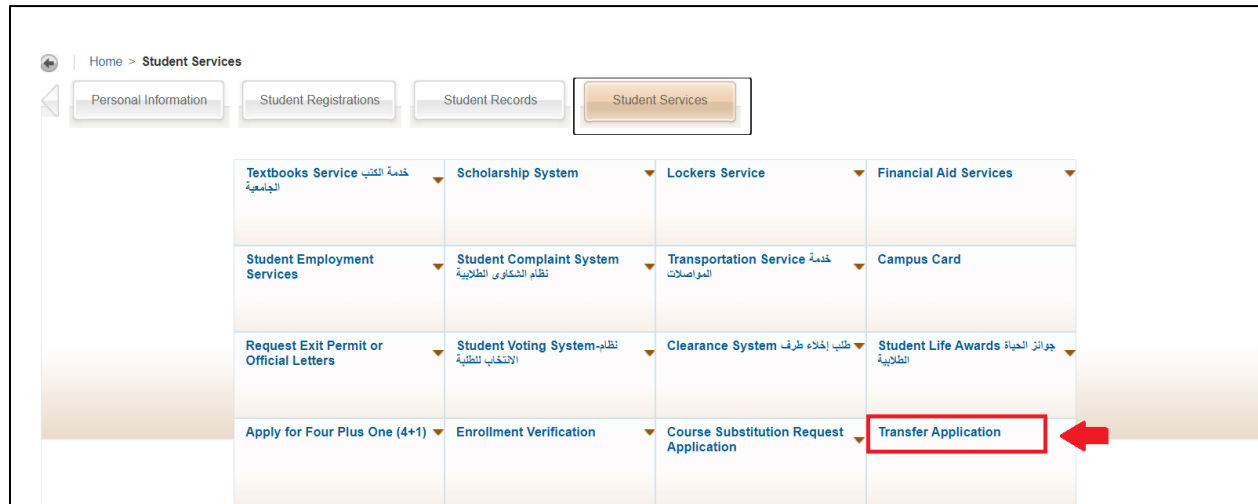 Home > Student Services
Personal Information
Student Registrations
Student Records
Student Services
Textbooks Service خدمة الكتب
الجامعية
Scholarship System
Lockers Service
Financial Aid Services
Student Employment
Services
Student Complaint System
نظام الشكاوى الطلابية
Transportation Service خدمة
المواصلات
Campus Card
Request Exit Permit or
Official Letters
Student Voting System-نظام
الانتخاب للطلبة
Clearance System طلب إخلاء طرف
Student Life Awards جوائز الحياة
الطلابية
Apply for Four Plus One (4+1)
Enrollment Verification
Course Substitution Request
Application
Transfer Application